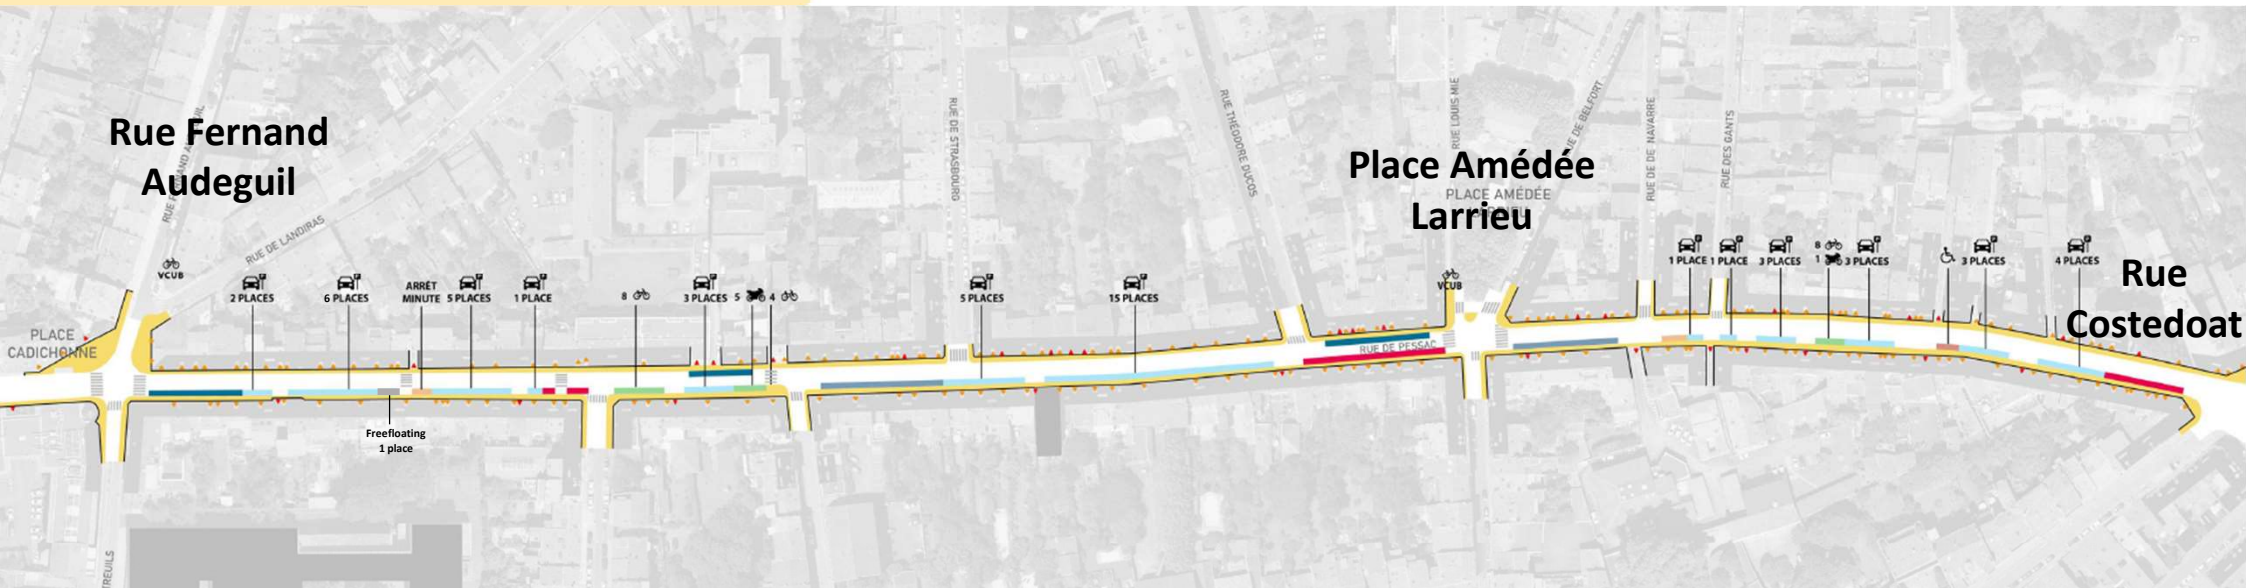 Rue Fernand
Audeguil
RUE DE LANDIRAS
VCUB
PLACE
CADICHONNE
2 PLACES
6 PLACES
ARRÊT
MINUTE
5 PLACES
1 PLACE
8
3 PLACES
5
4
Freefloating
1 place
RUE DE STRASBOURG
5 PLACES
15 PLACES
RUE THÉODORE DUCOS
RUE LOUIS MIE
Place Amédée
Larrieu
PLACE AMÉDÉE
VCUB
RUE DE PESSAC
RUE DE BELFORT
RUE DE NAVARRE
RUE DES GANTS
1 PLACE
1 PLACE
3 PLACES
8
1
3 PLACES
3 PLACES
4 PLACES
Rue
Costedoat